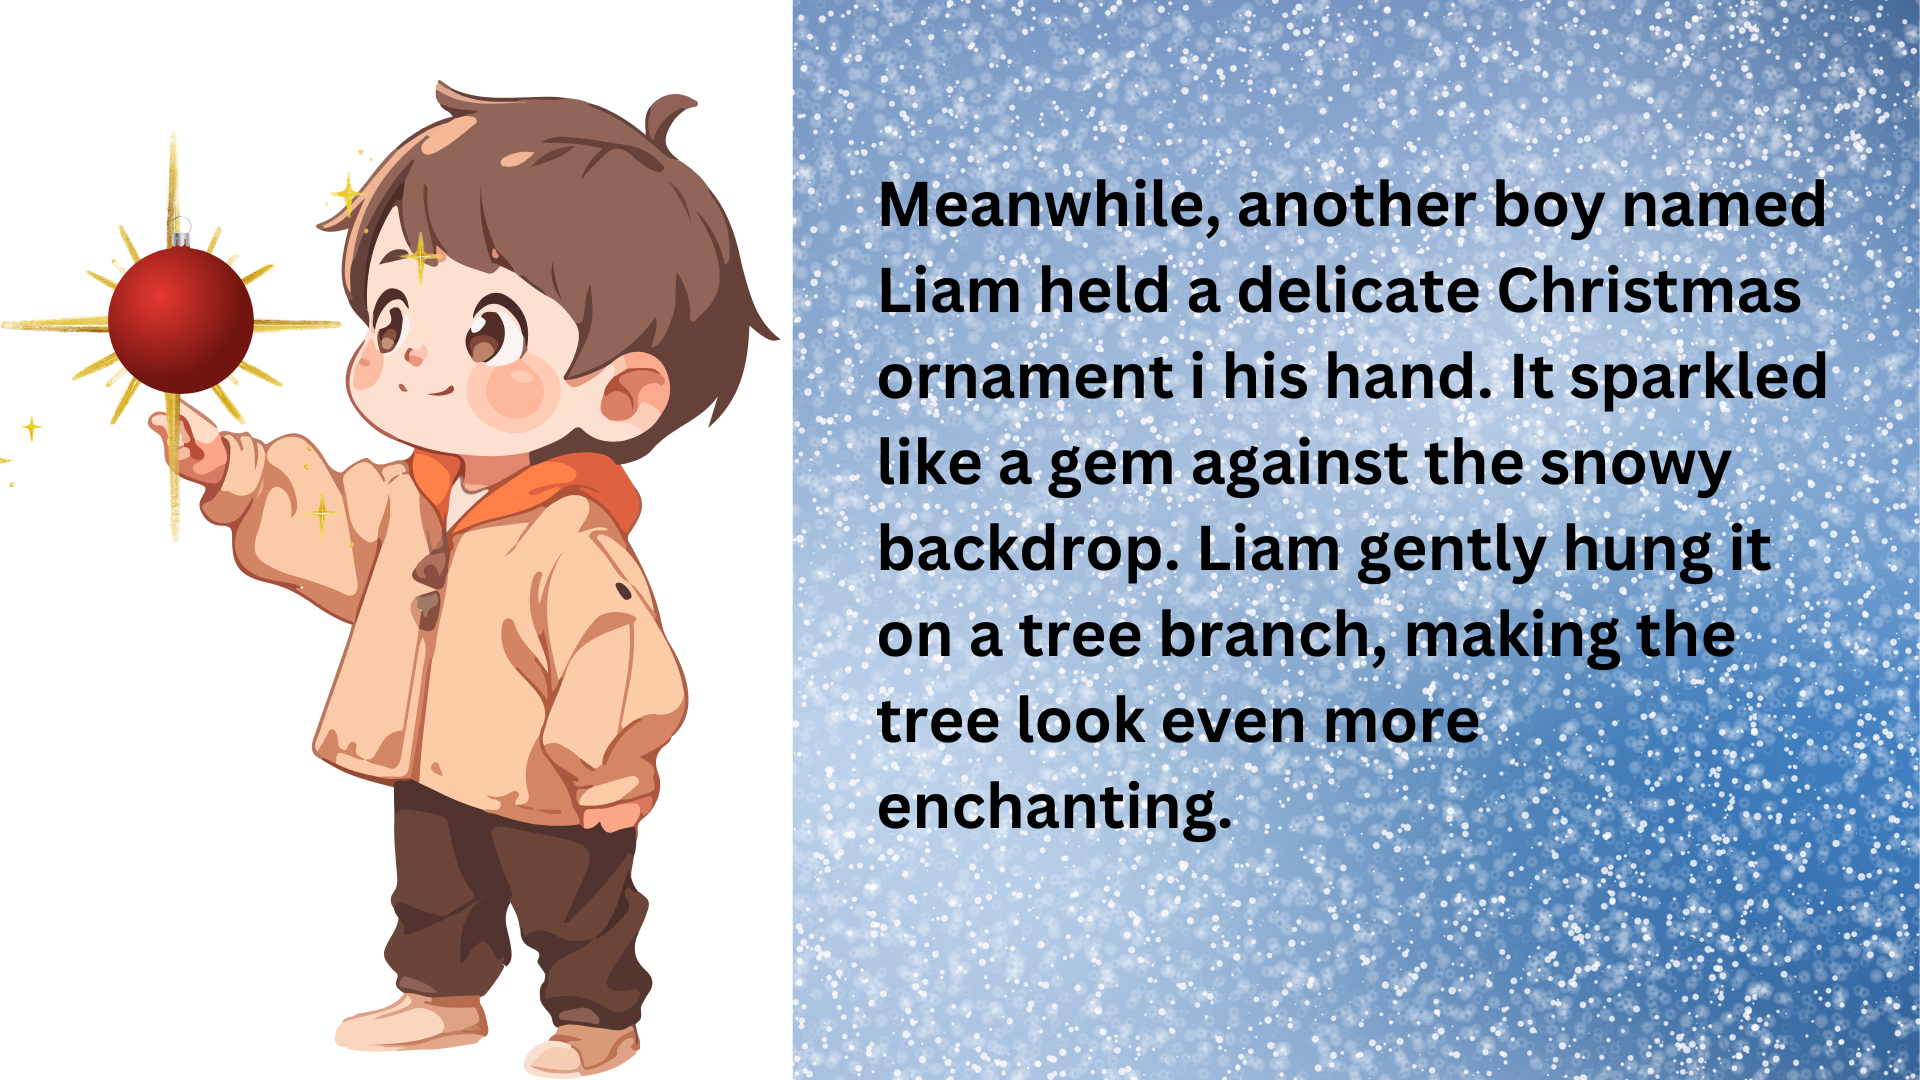 Meanwhile, another boy named
Liam held a delicate Christmas
ornament i his hand. It sparkled
like a gem against the snowy
backdrop. Liam gently hung it
on a tree branch, making the
tree look even more
enchanting.